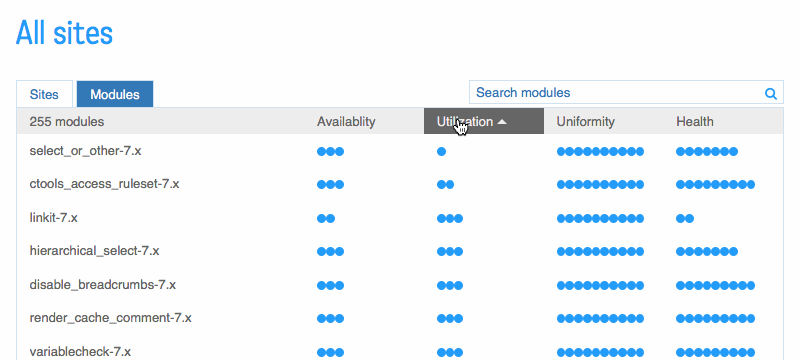 All sites
Sites Modules Search modules
255 modules Availablity Utilization Uniformity Health
select_or_other-7.x
ctools_access_ruleset-7.x
linkit-7.x
hierarchical_select-7.x
disable_breadcrumbs-7.x
render_cache_comment-7.x
variablecheck-7.x